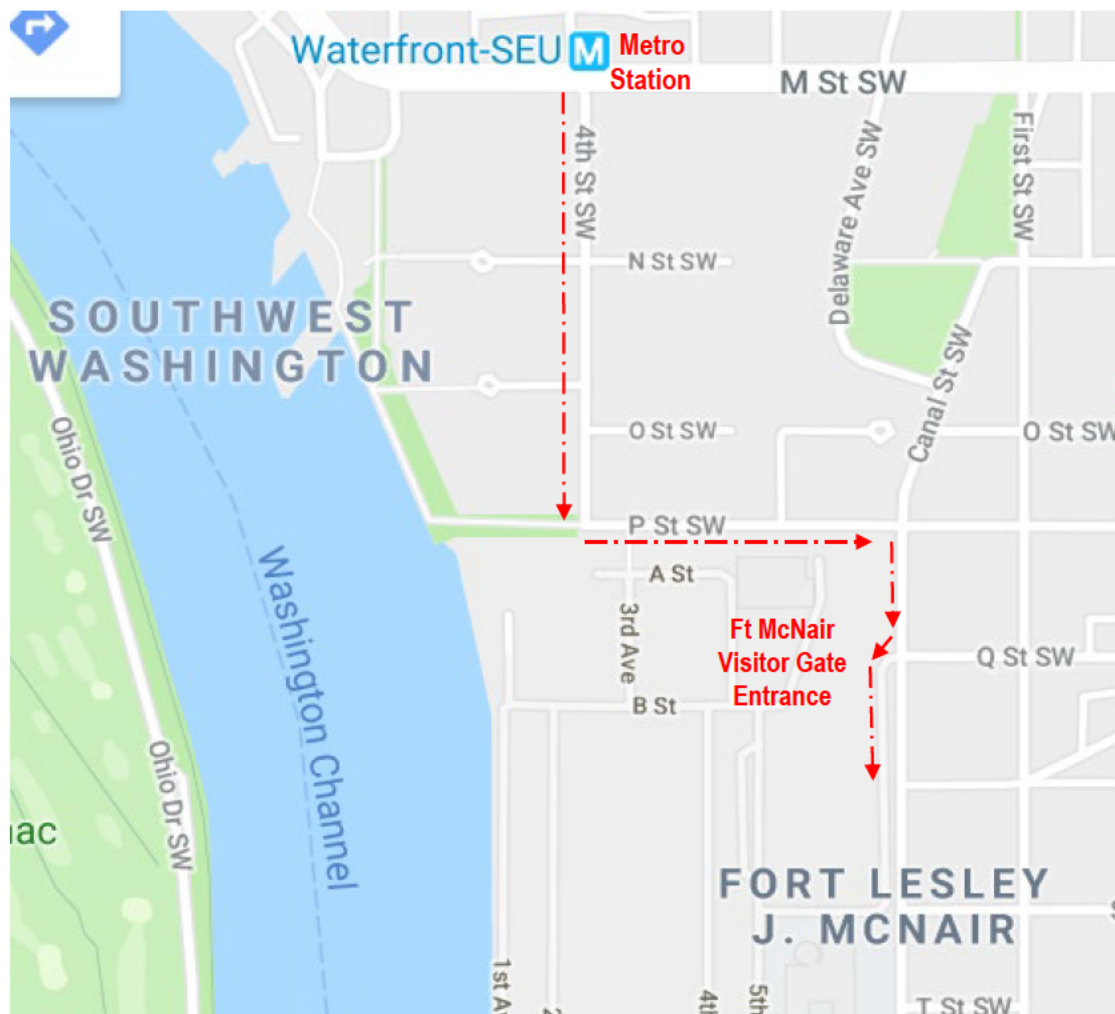 Waterfront-SEU
M
Metro
Station
M St SW
4th St SW
Delaware Ave SW
First St SW
N St SW
SOUTHWEST
WASHINGTON
Canal St SW
O St SW
O St SW
Ohio Dr SW
P St SW
A St
3rd Ave
Ft McNair
Visitor Gate
Entrance
Q St SW
B St
Washington Channel
Ohio Dr SW
ac
FORT LESLEY
J. MCNAIR
1st Av
2
4th
5th
T St SW